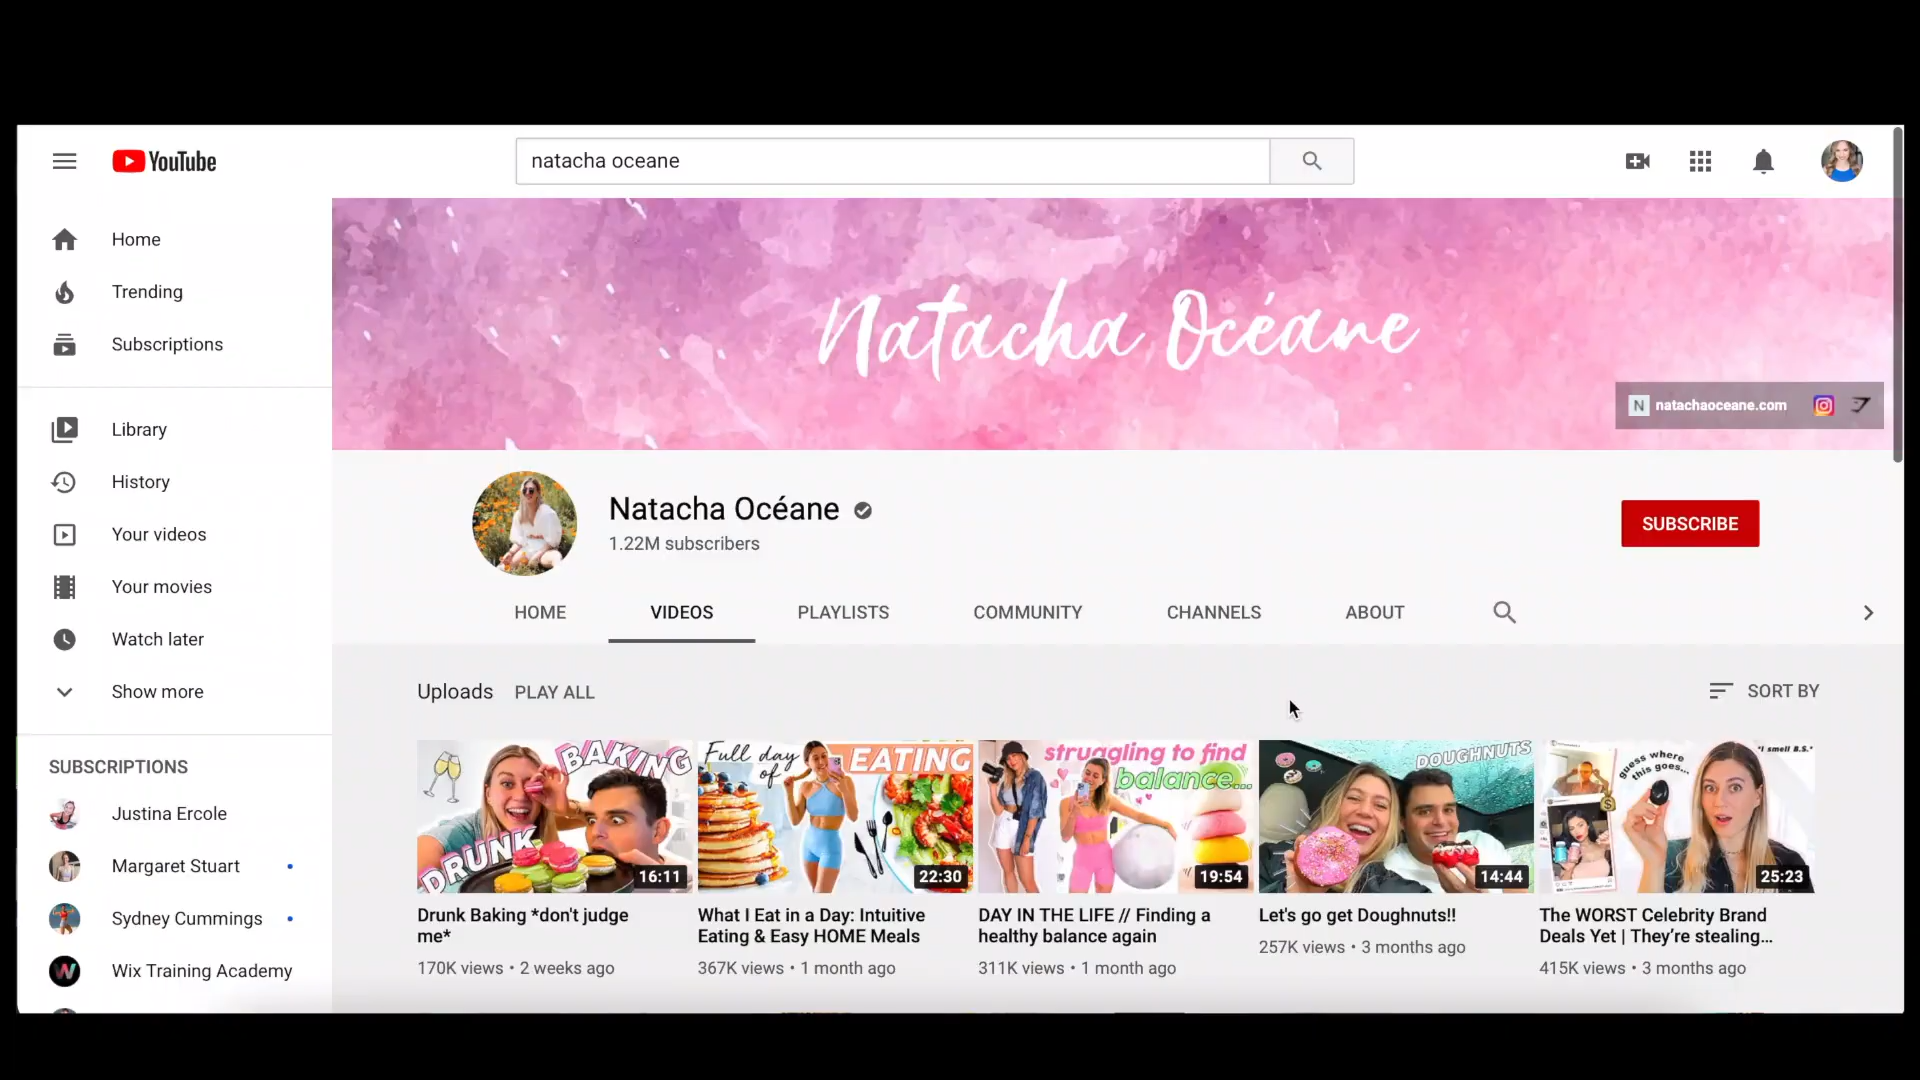 YouTube
natacha oceane
Home
Trending
Subscriptions
Library
History
Your videos
Your movies
Watch later
Show more
SUBSCRIPTIONS
Justina Ercole
Margaret Stuart
Sydney Cummings
Wix Training Academy
Natacha Océane
N natachaoceane.com
Natacha Océane
1.22M subscribers
SUBSCRIBE
HOME VIDEOS PLAYLISTS COMMUNITY CHANNELS ABOUT
Uploads PLAY ALL
SORT BY
BAKING
DRUNK
16:11
Drunk Baking *don't judge
me*
170K views • 2 weeks ago
Full day
of EATING
22:30
What I Eat in a Day: Intuitive
Eating & Easy HOME Meals
367K views • 1 month ago
struggling to find
balance...
19:54
DAY IN THE LIFE // Finding a
healthy balance again
311K views • 1 month ago
DOUGHNUTS
14:44
Let's go get Doughnuts!!
257K views • 3 months ago
*I smell B.S.*
guess where
this goes...
25:23
The WORST Celebrity Brand
Deals Yet | They’re stealing...
415K views • 3 months ago